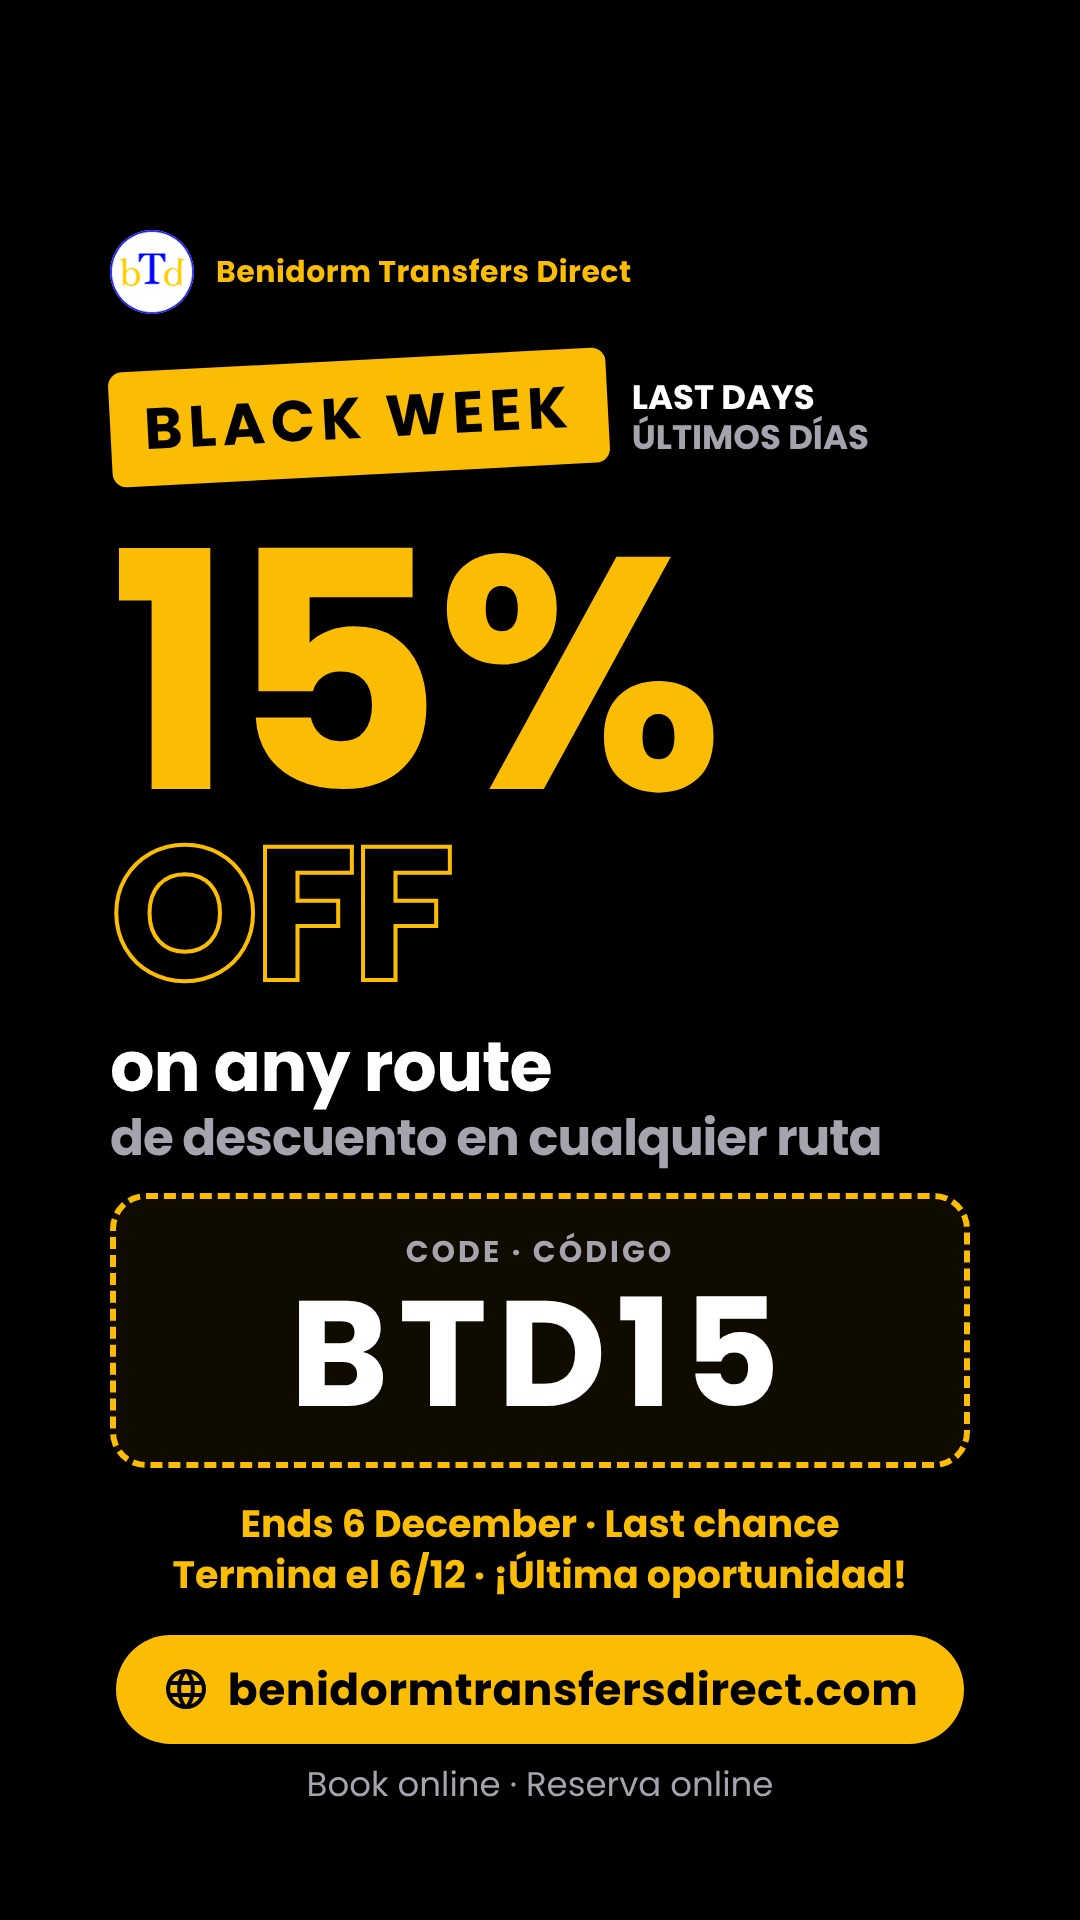 bTd
Benidorm Transfers Direct
BLACK WEEK
LAST DAYS
ÚLTIMOS DÍAS
15%
OFF
on any route
de descuento en cualquier ruta
CODE · CÓDIGO
BTD15
Ends 6 December · Last chance
Termina el 6/12 · ¡Última oportunidad!
benidormtransfersdirect.com
Book online · Reserva online